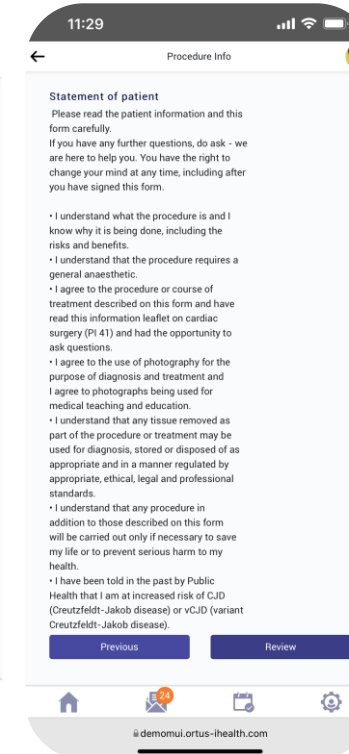 11:29
Procedure Info
Statement of patient
Please read the patient information and this
form carefully.
If you have any further questions, do ask - we
are here to help you. You have the right to
change your mind at any time, including after
you have signed this form.
• I understand what the procedure is and I
know why it is being done, including the
risks and benefits.
• I understand that the procedure requires a
general anaesthetic.
• I agree to the procedure or course of
treatment described on this form and have
read this information leaflet on cardiac
surgery (PI 41) and had the opportunity to
ask questions.
• I agree to the use of photography for the
purpose of diagnosis and treatment and
I agree to photographs being used for
medical teaching and education.
• I understand that any tissue removed as
part of the procedure or treatment may be
used for diagnosis, stored or disposed of as
appropriate and in a manner regulated by
appropriate, ethical, legal and professional
standards.
• I understand that any procedure in
addition to those described on this form
will be carried out only if necessary to save
my life or to prevent serious harm to my
health.
• I have been told in the past by Public
Health that I am at increased risk of CJD
(Creutzfeldt-Jakob disease) or vCJD (variant
Creutzfeldt-Jakob disease).
Previous
Review
24
demomui.ortus-ihealth.com